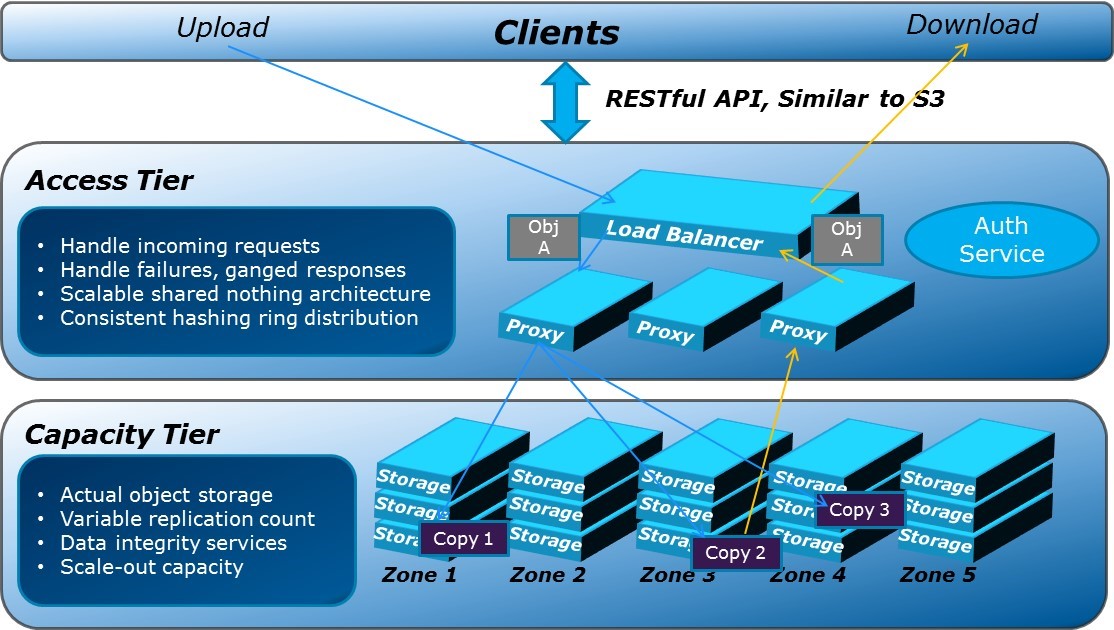 Upload
Clients
Download
RESTful API, Similar to S3
Access Tier
• Handle incoming requests
• Handle failures, ganged responses
• Scalable shared nothing architecture
• Consistent hashing ring distribution
Obj
A
Load Balancer
Obj
A
Auth
Service
Proxy
Proxy
Proxy
Capacity Tier
• Actual object storage
• Variable replication count
• Data integrity services
• Scale-out capacity
Storage
Storage
Storage
Storage
Storage
Storage
Storage
Storage
Storage
Storage
Stora
Storage
Storage
Storage
Storage
Copy 1
Copy 2
Copy 3
Zone 1
Zone 2
Zone 3
Zone 4
Zone 5